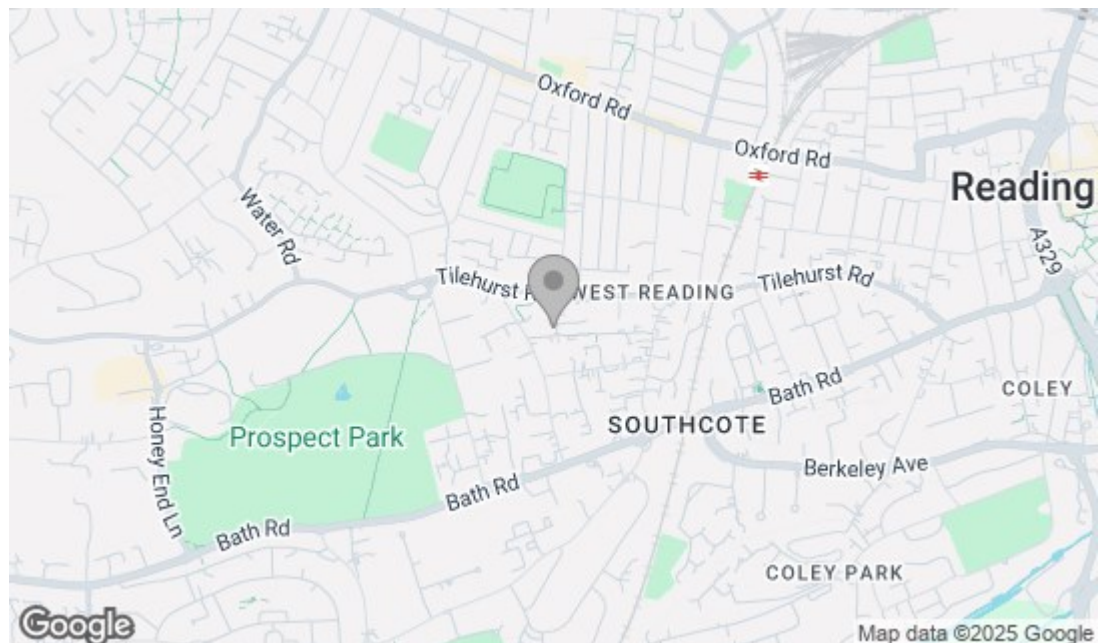 Oxford Rd
Oxford Rd
Reading
Water Rd
A329
Tilehurst R
WEST READING
Tilehurst Rd
Bath Rd
COLEY
Honey End Ln
Prospect Park
SOUTHCOTE
Berkeley Ave
Bath Rd
Bath Rd
COLEY PARK
Google
Map data ©2025 Google